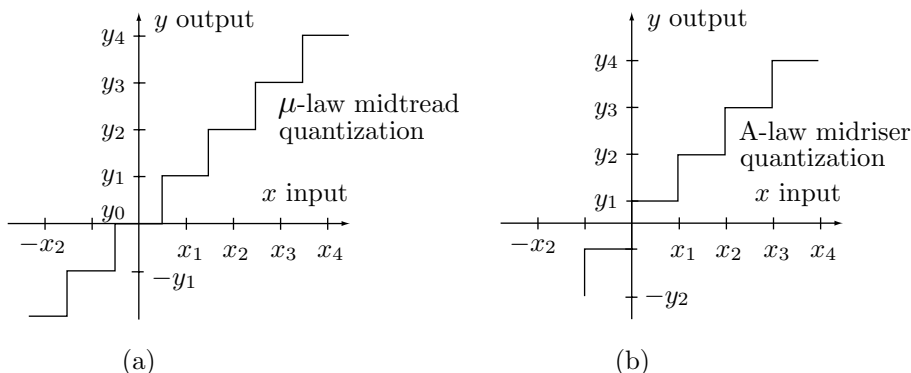 y output
y4
y3
y2
y1
y0
μ-law midtread
quantization
x input
−x2
x1 x2 x3 x4
−y1
(a)
y output
y4
y3
y2
y1
A-law midriser
quantization
x input
−x2
x1 x2 x3 x4
−y2
(b)